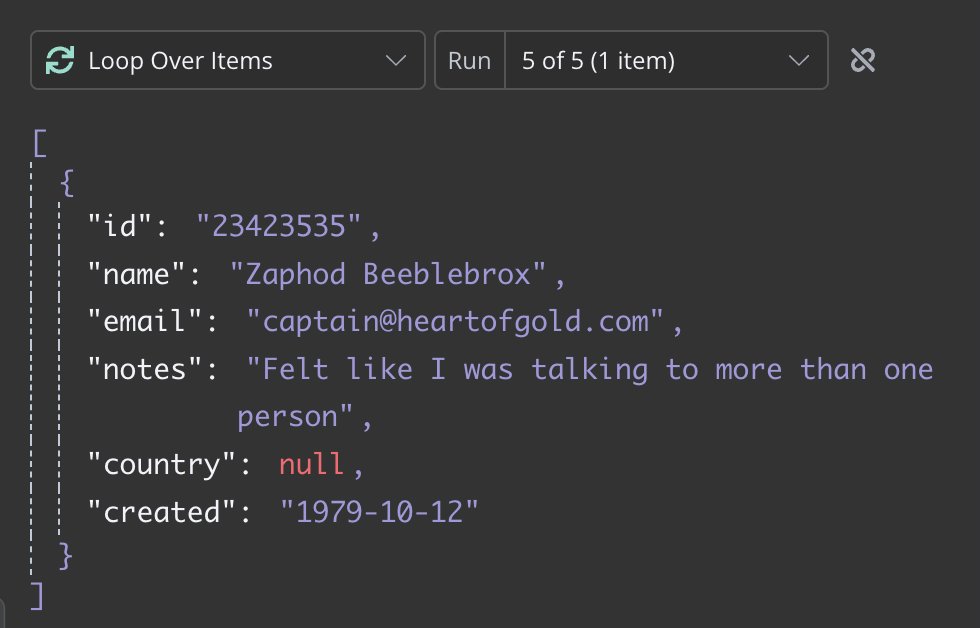 Loop Over Items Run 5 of 5 (1 item)
[
{
"id": "23423535",
"name": "Zaphod Beeblebrox",
"email": "captain@heartofgold.com",
"notes": "Felt like I was talking to more than one
person",
"country": null,
"created": "1979-10-12"
}
]